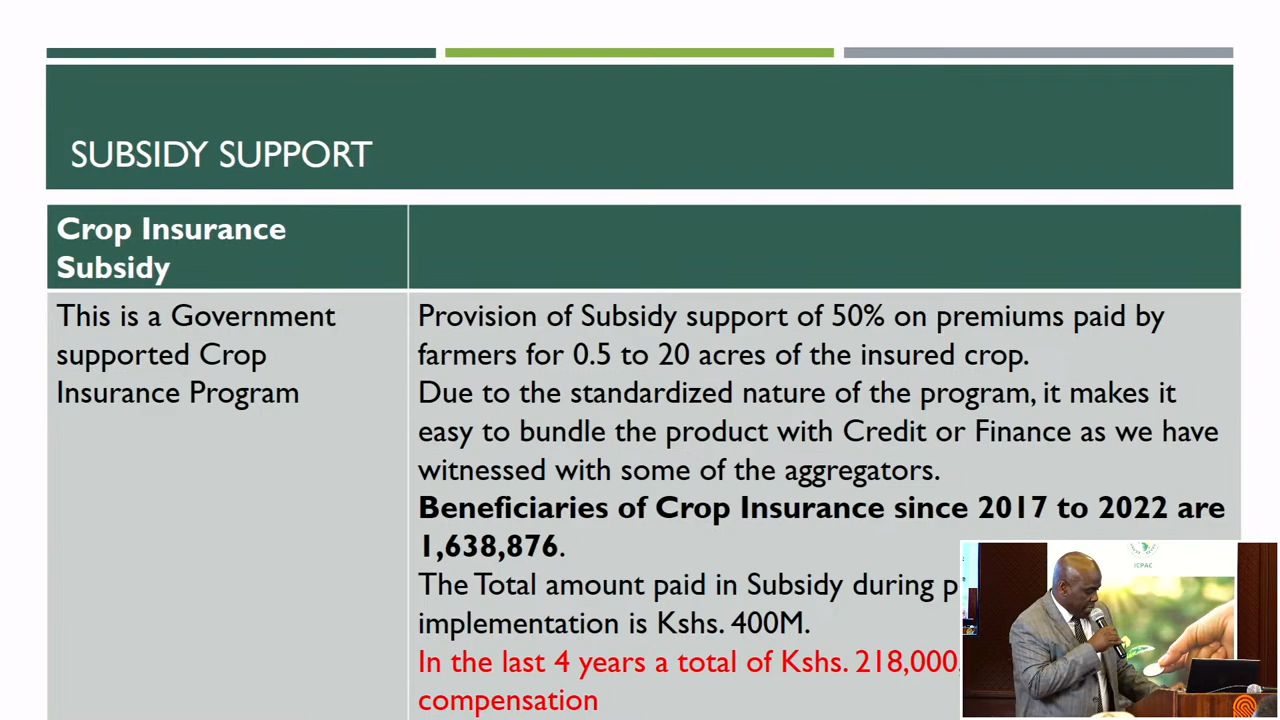 SUBSIDY SUPPORT
Crop Insurance
Subsidy
This is a Government
supported Crop
Insurance Program
Provision of Subsidy support of 50% on premiums paid by
farmers for 0.5 to 20 acres of the insured crop.
Due to the standardized nature of the program, it makes it
easy to bundle the product with Credit or Finance as we have
witnessed with some of the aggregators.
Beneficiaries of Crop Insurance since 2017 to 2022 are
1,638,876.
The Total amount paid in Subsidy during p
implementation is Kshs. 400M.
In the last 4 years a total of Kshs. 218,000,
compensation
ICPAC